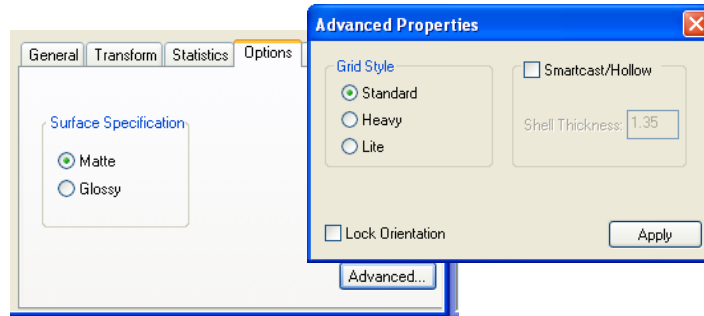 General Transform Statistics Options
Surface Specification
Matte
Glossy
Advanced...
Advanced Properties
Grid Style
Standard
Heavy
Lite
Smartcast/Hollow
Shell Thickness: 1.35
Lock Orientation
Apply